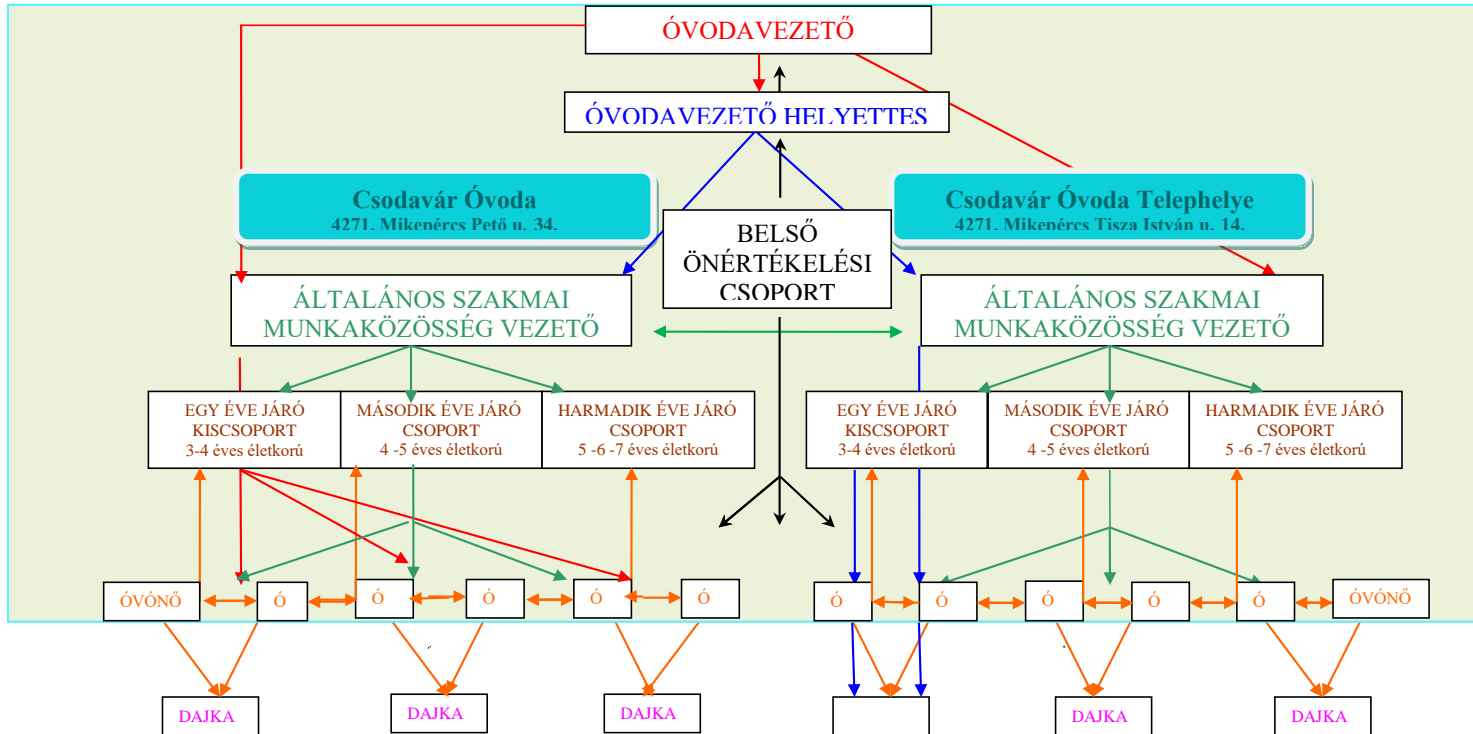 ÓVODAVEZETŐ
ÓVODAVEZETŐ HELYETTES
Csodavár Óvoda
4271. Mikepércs Pető u. 34.
Csodavár Óvoda Telephelye
4271. Mikepércs Tisza István u. 14.
BELSŐ
ÖNÉRTÉKELÉSI
CSOPORT
ÁLTALÁNOS SZAKMAI
MUNKAKÖZÖSSÉG VEZETŐ
ÁLTALÁNOS SZAKMAI
MUNKAKÖZÖSSÉG VEZETŐ
EGY ÉVE JÁRÓ
KISCSOPORT
3-4 éves életkorú
MÁSODIK ÉVE JÁRÓ
CSOPORT
4 -5 éves életkorú
HARMADIK ÉVE JÁRÓ
CSOPORT
5 -6 -7 éves életkorú
EGY ÉVE JÁRÓ
KISCSOPORT
3-4 éves életkorú
MÁSODIK ÉVE JÁRÓ
CSOPORT
4 -5 éves életkorú
HARMADIK ÉVE JÁRÓ
CSOPORT
5 -6 -7 éves életkorú
ÓVÓNŐ
Ó
Ó
Ó
Ó
Ó
Ó
Ó
Ó
Ó
Ó
ÓVÓNŐ
DAJKA
DAJKA
DAJKA
DAJKA
DAJKA